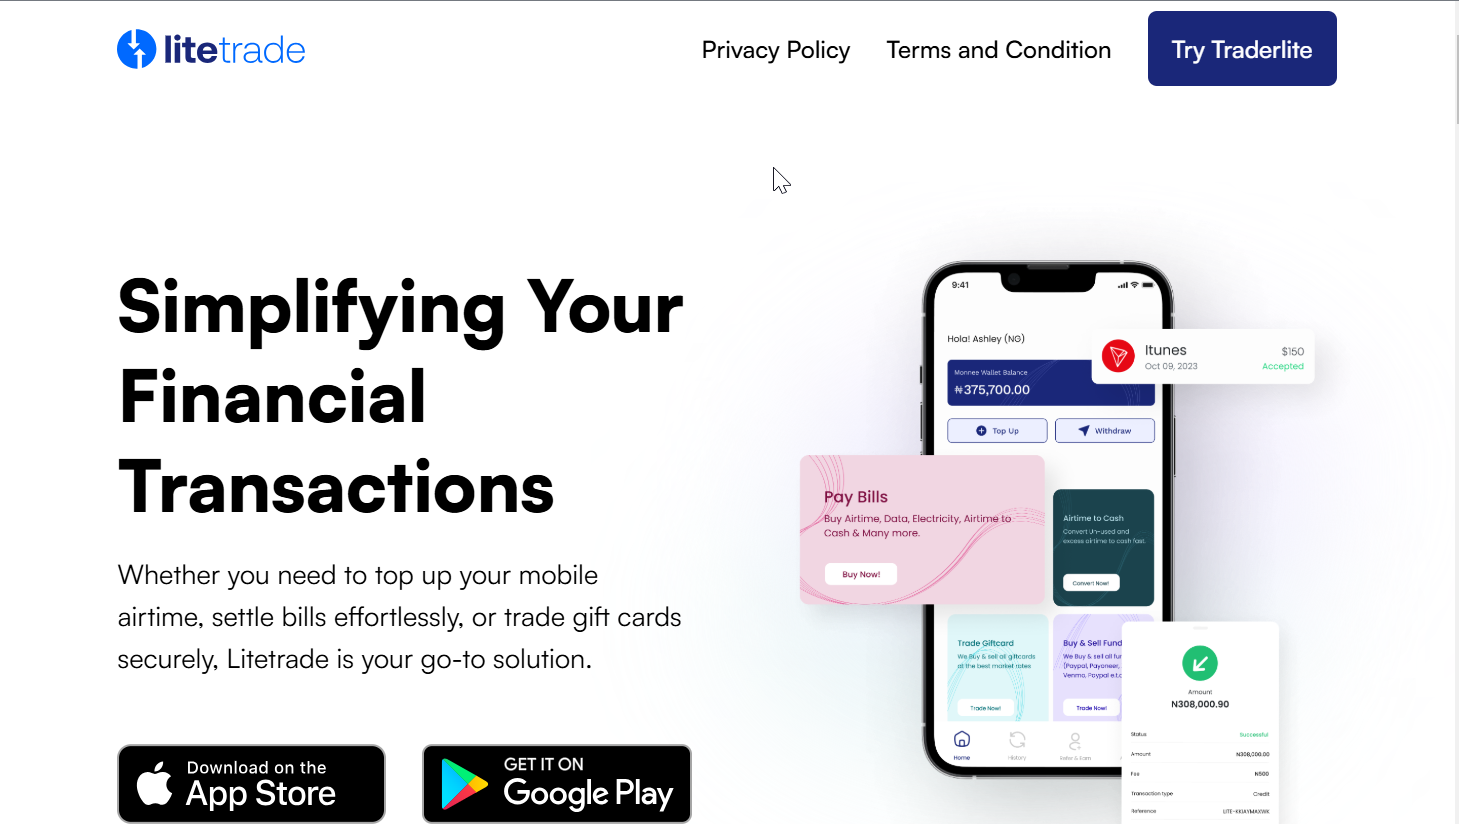 litetrade
Privacy Policy
Terms and Condition
Try Traderlite
Simplifying Your
Financial
Transactions
Whether you need to top up your mobile
airtime, settle bills effortlessly, or trade gift cards
securely, Litetrade is your go-to solution.
Download on the
App Store
GET IT ON
Google Play
9:41
Hola! Ashley (NG)
Monnee Wallet Balance
₦375,700.00
Top Up
Withdraw
Itunes
$150
Oct 09, 2023
Accepted
Pay Bills
Buy Airtime, Data, Electricity, Airtime to
Cash & Many more.
Buy Now!
Airtime to Cash
Convert Un-used and
excess airtime to cash fast.
Convert Now!
Trade Giftcard
We Buy & sell all giftcards
at the best market rates
Trade Now!
Buy & Sell Fund
We Buy & sell all fu
(Paypal, Payoneer,
Venmo, Paypal e.t.c
Trade Now!
Home
History
Refer & Earn
Amount
N308,000.90
Status
Successful
Amount
N308,000.00
Fee
N500
Transaction type
Credit
Reference